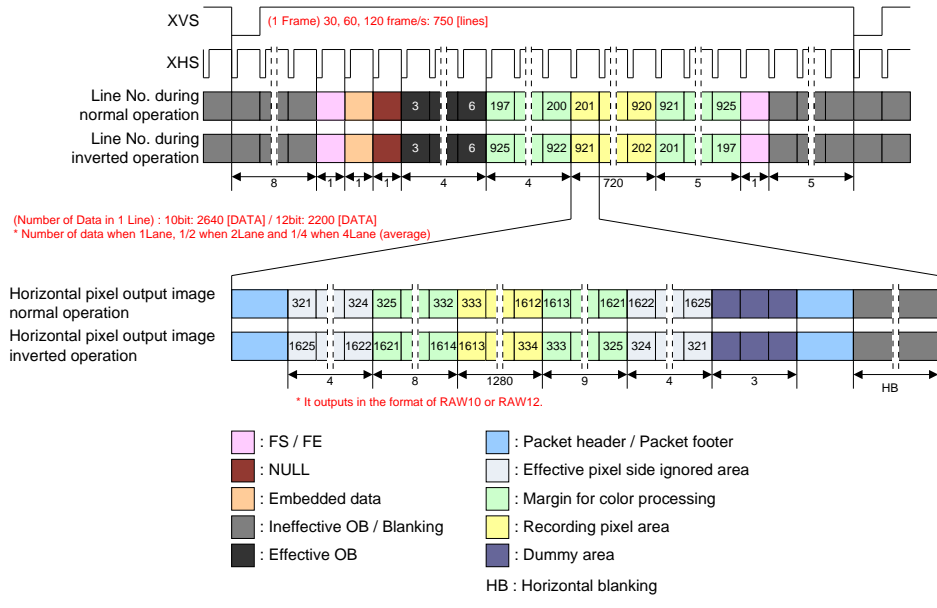 XVS
(1 Frame) 30, 60, 120 frame/s: 750 [lines]
XHS
Line No. during
normal operation
3 6 197 200 201 920 921 925
Line No. during
inverted operation
3 6 925 922 921 202 201 197
8 1 1 1 4 4 720 5 1 5
(Number of Data in 1 Line) : 10bit: 2640 [DATA] / 12bit: 2200 [DATA]
* Number of data when 1Lane, 1/2 when 2Lane and 1/4 when 4Lane (average)
Horizontal pixel output image
normal operation
321 324 325 332 333 1612 1613 1621 1622 1625
Horizontal pixel output image
inverted operation
1625 1622 1621 1614 1613 334 333 325 324 321
4 8 1280 9 4 3 HB
* It outputs in the format of RAW10 or RAW12.
: FS / FE
: NULL
: Embedded data
: Ineffective OB / Blanking
: Effective OB
: Packet header / Packet footer
: Effective pixel side ignored area
: Margin for color processing
: Recording pixel area
: Dummy area
HB : Horizontal blanking